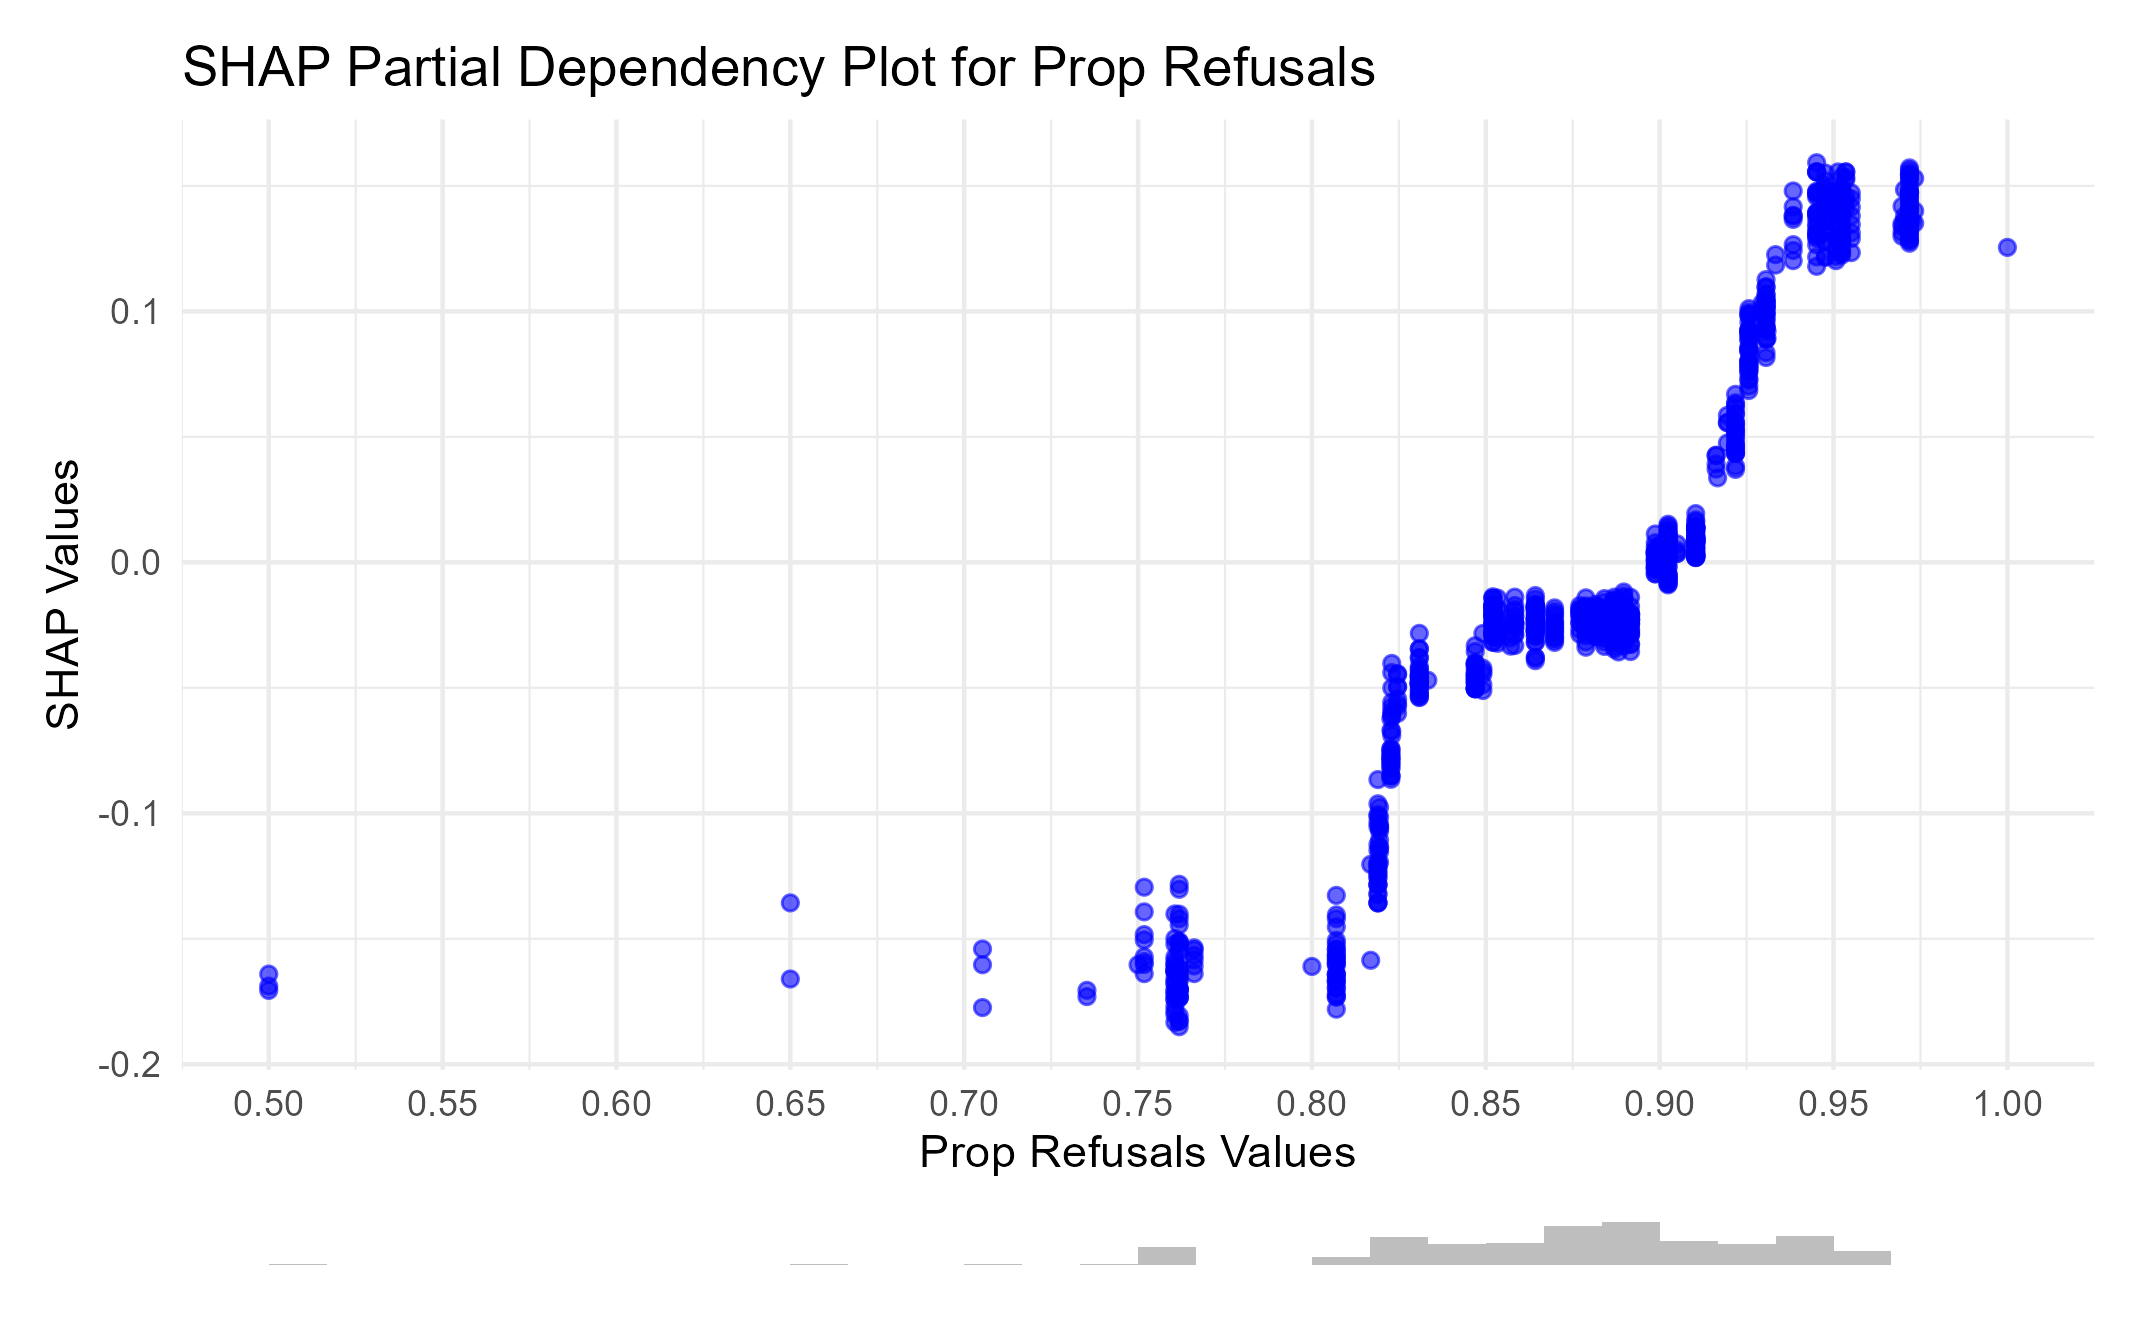 SHAP Partial Dependency Plot for Prop Refusals
SHAP Values
0.1
0.0
-0.1
-0.2
0.50 0.55 0.60 0.65 0.70 0.75 0.80 0.85 0.90 0.95 1.00
Prop Refusals Values